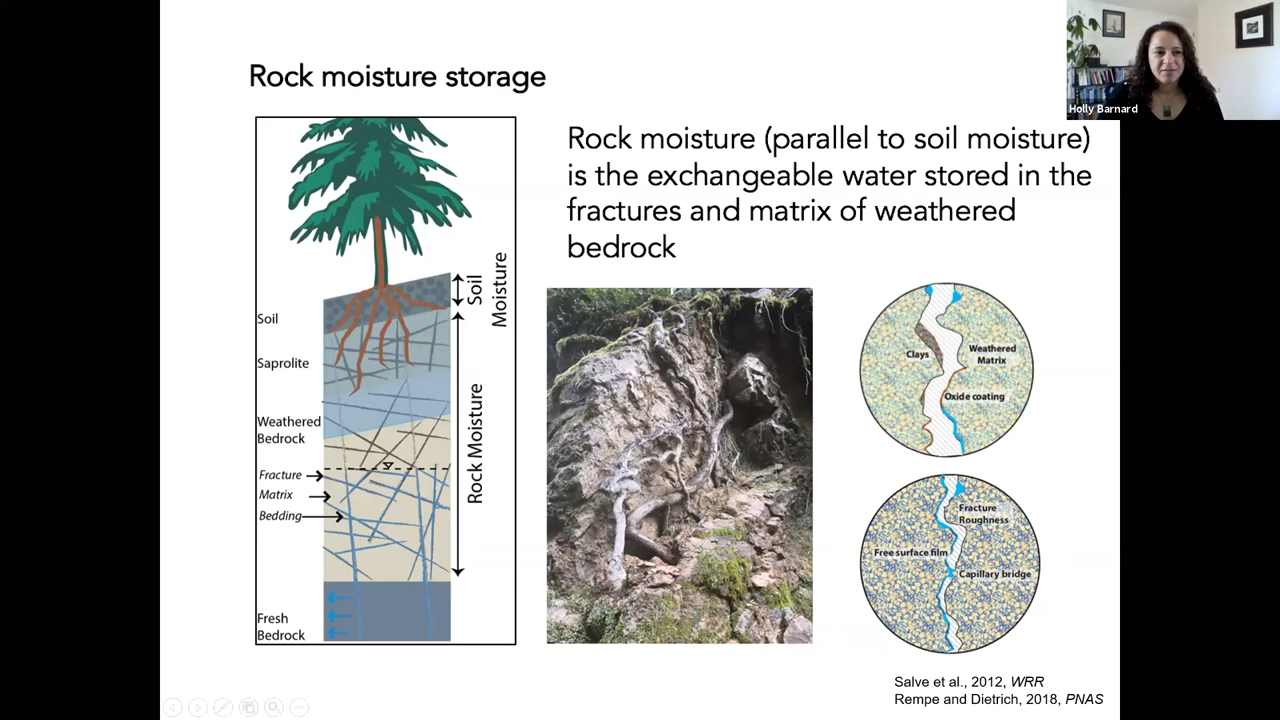 Holly Barnard
Rock moisture storage
Rock moisture (parallel to soil moisture)
is the exchangeable water stored in the
fractures and matrix of weathered
bedrock
Soil
Moisture
Rock Moisture
Soil
Saprolite
Weathered
Bedrock
Fracture
Matrix
Bedding
Fresh
Bedrock
Clays
Weathered
Matrix
Oxide coating
Fracture
Roughness
Free surface film
Capillary bridge
Salve et al., 2012, WRR
Rempe and Dietrich, 2018, PNAS